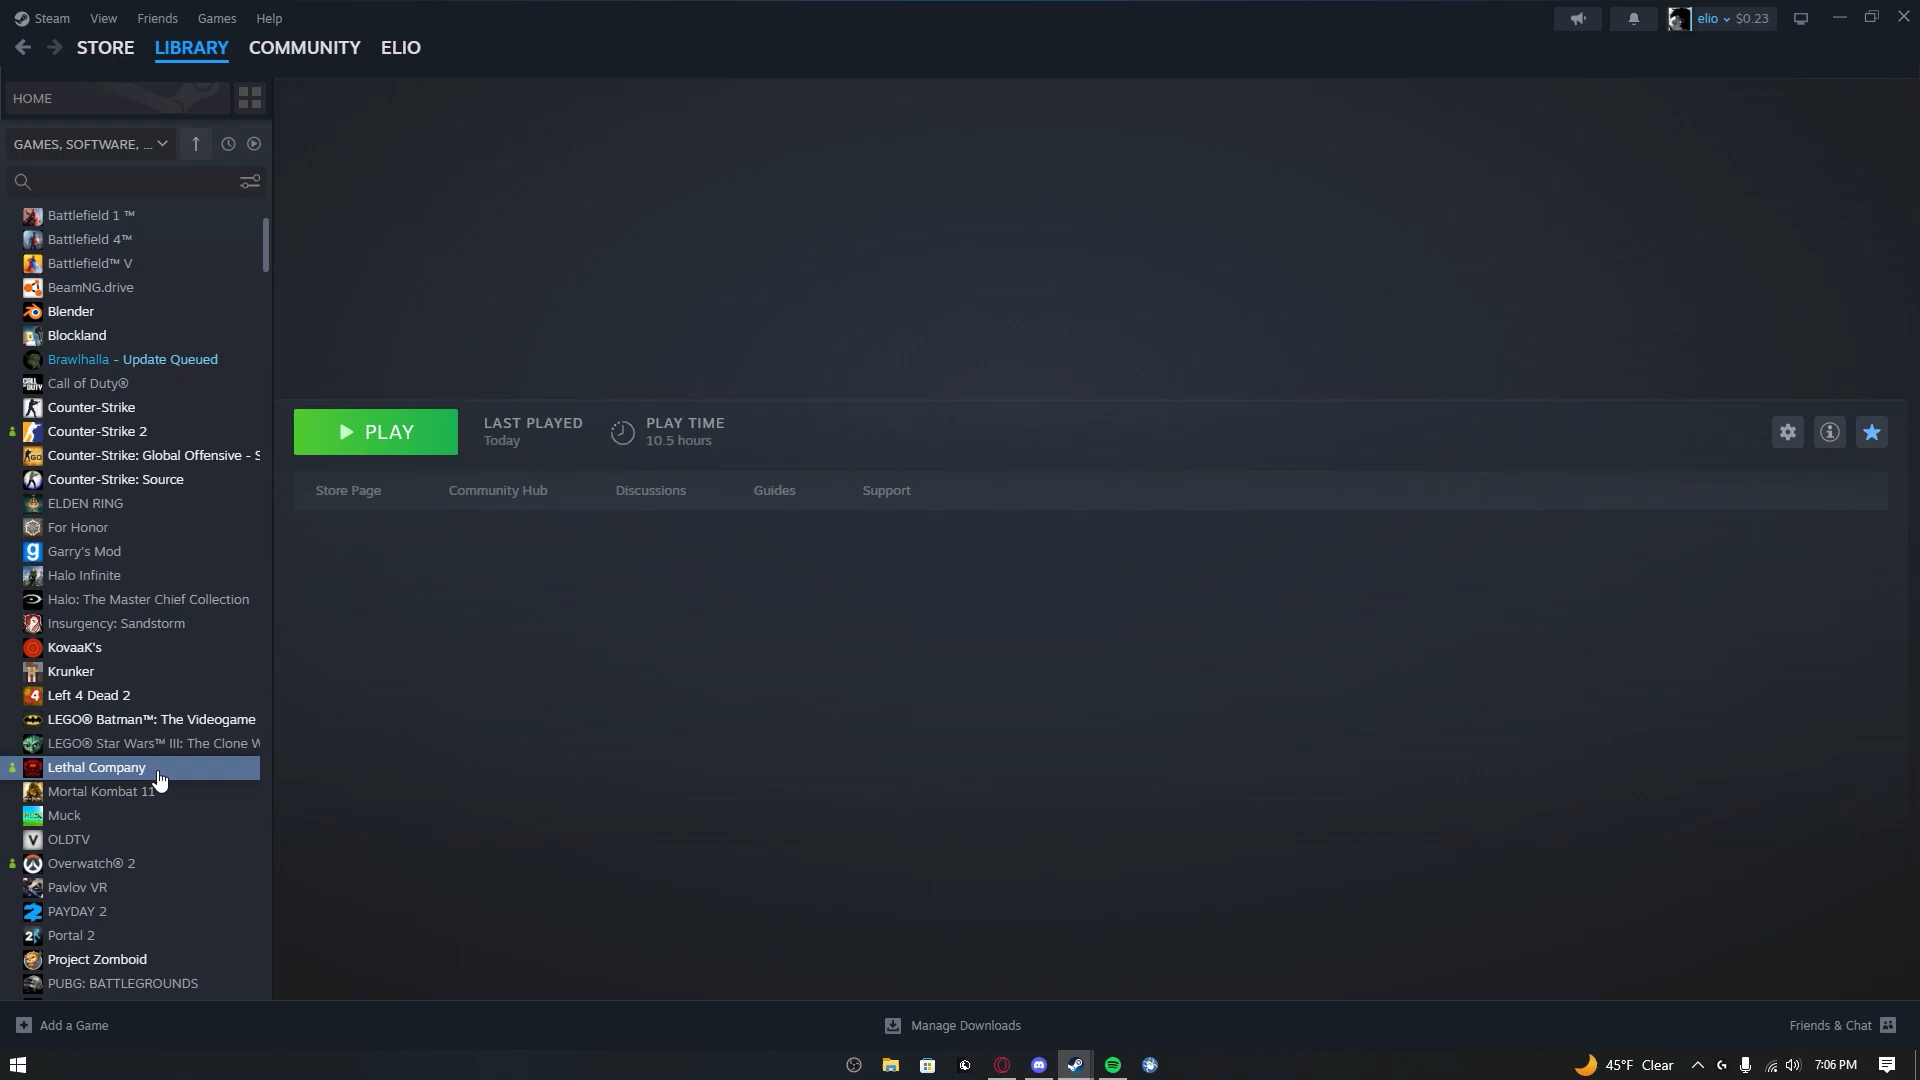 Steam View Friends Games Help
elio $0.23
STORE LIBRARY COMMUNITY ELIO
HOME
GAMES, SOFTWARE, ...
Battlefield 1 ™
Battlefield 4™
Battlefield™ V
BeamNG.drive
Blender
Blockland
Brawlhalla - Update Queued
Call of Duty®
Counter-Strike
Counter-Strike 2
Counter-Strike: Global Offensive - S
Counter-Strike: Source
ELDEN RING
For Honor
Garry's Mod
Halo Infinite
Halo: The Master Chief Collection
Insurgency: Sandstorm
KovaaK's
Krunker
Left 4 Dead 2
LEGO® Batman™: The Videogame
LEGO® Star Wars™ III: The Clone W
Lethal Company
Mortal Kombat 11
Muck
OLDTV
Overwatch® 2
Pavlov VR
PAYDAY 2
Portal 2
Project Zomboid
PUBG: BATTLEGROUNDS
PLAY
LAST PLAYED
Today
PLAY TIME
10.5 hours
Store Page Community Hub Discussions Guides Support
Add a Game
Manage Downloads
Friends & Chat
45°F Clear
7:06 PM